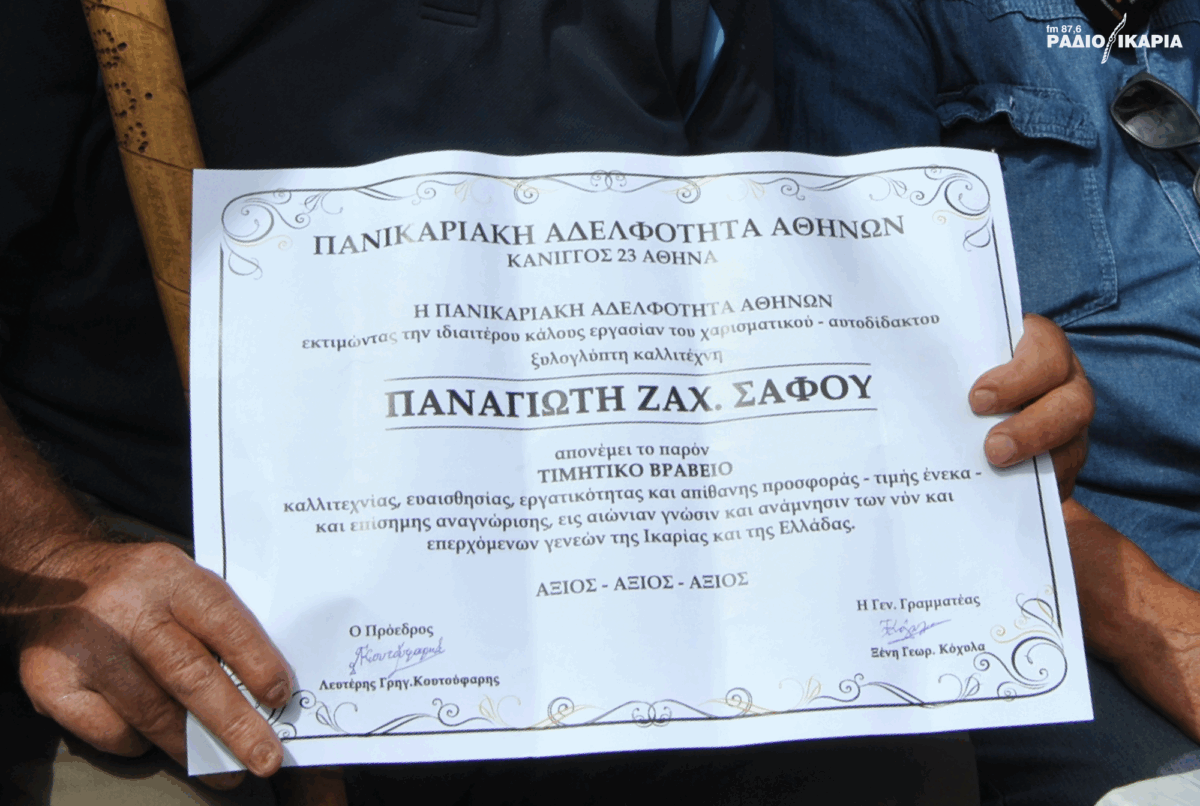 fm 87,6
ΡΑΔΙΟ ΙΚΑΡΙΑ
ΠΑΝΙΚΑΡΙΑΚΗ ΑΔΕΛΦΟΤΗΤΑ ΑΘΗΝΩΝ
ΚΑΝΙΓΓΟΣ 23 ΑΘΗΝΑ
Η ΠΑΝΙΚΑΡΙΑΚΗ ΑΔΕΛΦΟΤΗΤΑ ΑΘΗΝΩΝ
εκτιμώντας την ιδιαιτέρου κάλους εργασίαν του χαρισματικού - αυτοδίδακτου
ξυλογλύπτη καλλιτέχνη
ΠΑΝΑΓΙΩΤΗ ΖΑΧ. ΣΑΦΟΥ
απονέμει το παρόν
ΤΙΜΗΤΙΚΟ ΒΡΑΒΕΙΟ
καλλιτεχνίας, ευαισθησίας, εργατικότητας και απίθανης προσφοράς - τιμής ένεκα -
και επίσημης αναγνώρισης, εις αιώνιαν γνώσιν και ανάμνησιν των νύν και
επερχόμενων γενεών της Ικαρίας και της Ελλάδας.
ΑΞΙΟΣ - ΑΞΙΟΣ - ΑΞΙΟΣ
Η Γεν. Γραμματέας
Ξένη Γεωρ. Κόχυλα
Ο Πρόεδρος
Λευτέρης Γρηγ.Κουτούφαρης